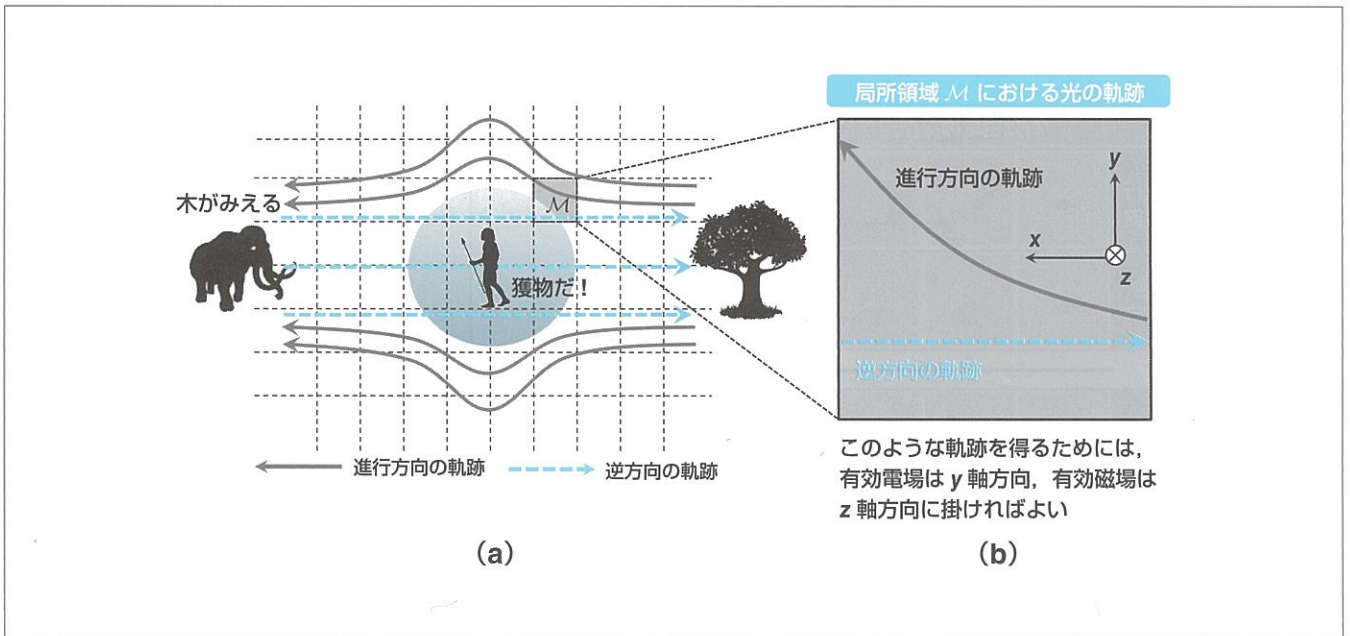 木がみえる
獲物だ!
ℳ
進行方向の軌跡
逆方向の軌跡
(a)
局所領域 ℳ における光の軌跡
進行方向の軌跡
y
x
z
逆方向の軌跡
このような軌跡を得るためには,
有効電場は y 軸方向,有効磁場は
z 軸方向に掛ければよい
(b)